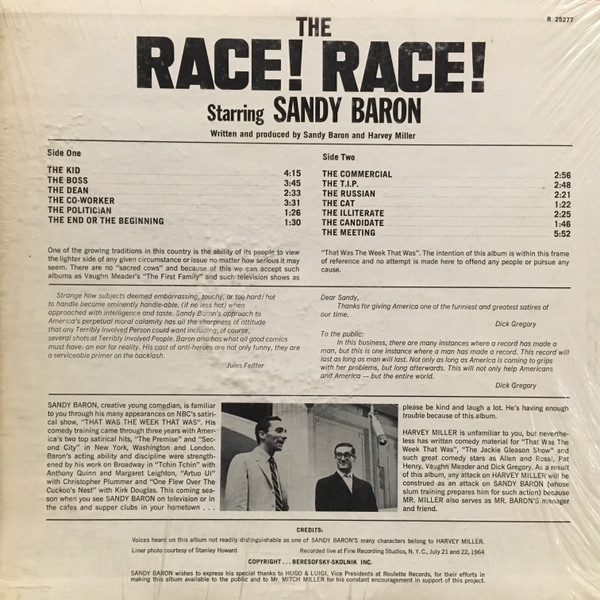 R 25277
THE
RACE! RACE!
Starring SANDY BARON
Written and produced by Sandy Baron and Harvey Miller
Side One
THE KID 4:15
THE BOSS 3:45
THE DEAN 2:33
THE CO-WORKER 3:31
THE POLITICIAN 1:26
THE END OR THE BEGINNING 1:30
Side Two
THE COMMERCIAL 2:56
THE T.I.P. 2:48
THE RUSSIAN 2:21
THE CAT 1:22
THE ILLITERATE 2:25
THE CANDIDATE 1:46
THE MEETING 5:52
One of the growing traditions in this country is the ability of its people to view
the lighter side of any given circumstance or issue no matter how serious it may
seem. There are no "sacred cows" and because of this we can accept such
albums as Vaughn Meader's "The First Family" and such television shows as
"That Was The Week That Was". The intention of this album is within this frame
of reference and no attempt is made here to offend any people or pursue any
cause.
Strange how subjects deemed embarrassing, touchy, or too hard/hot
to handle become eminently handle-able, (if no less hot) when
approached with intelligence and taste. Sandy Baron's approach to
America's perpetual moral calamity has all the sharpness of attitude
that any Terribly Involved Person could want including, of course,
several shots at Terribly Involved People. Baron also has what all good comics
must have: an ear for reality. His cast of anti-heroes are not only funny, they are
a serviceable primer on the backlash.
Jules Feiffer
Dear Sandy,
Thanks for giving America one of the funniest and greatest satires of
our time.
Dick Gregory
To the public:
In this business, there are many instances where a record has made a
man, but this is one instance where a man has made a record. This record will
last as long as man will last. Not only as long as America is coming to grips
with her problems, but long afterwards. This will not only help Americans
and America -- but the entire world.
Dick Gregory
SANDY BARON, creative young comedian, is familiar
to you through his many appearances on NBC's satiri-
cal show, "THAT WAS THE WEEK THAT WAS". His
comedy training came through three years with Amer-
ica's two top satirical hits, "The Premise" and "Sec-
ond City" in New York, Washington and London.
Baron's acting ability and discipline were strength-
ened by his work on Broadway in "Tchin Tchin" with
Anthony Quinn and Margaret Leighton, "Artuo Ui"
with Christopher Plummer and "One Flew Over The
Cuckoo's Nest" with Kirk Douglas. This coming sea-
son when you see SANDY BARON on television or in
the cafes and supper clubs in your hometown . . .
please be kind and laugh a lot. He's having enough
trouble because of this album.
HARVEY MILLER is unfamiliar to you, but neverthe-
less has written comedy material for "That Was The
Week That Was", "The Jackie Gleason Show" and
such great comedy stars as Allen and Rossi, Pat
Henry, Vaughn Meader and Dick Gregory. As a result
of this album, any attack on HARVEY MILLER will be
construed as an attack on SANDY BARON (whose
slum training prepares him for such action) because
MR. MILLER also serves as MR. BARON'S manager
and friend.
CREDITS:
Voices heard on this album not readily distinguishable as one of SANDY BARON'S many characters belong to HARVEY MILLER.
Liner photo courtesy of Stanley Howard Recorded live at Fine Recording Studios, N. Y. C., July 21 and 22, 1964
COPYRIGHT . . . BERESOFSKY-SKOLNIK INC.
SANDY BARON wishes to express his special thanks to HUGO & LUIGI, Vice Presidents at Roulette Records, for their efforts in
making this album available to the public and to Mr. MITCH MILLER for his constant encouragement in support of this project.